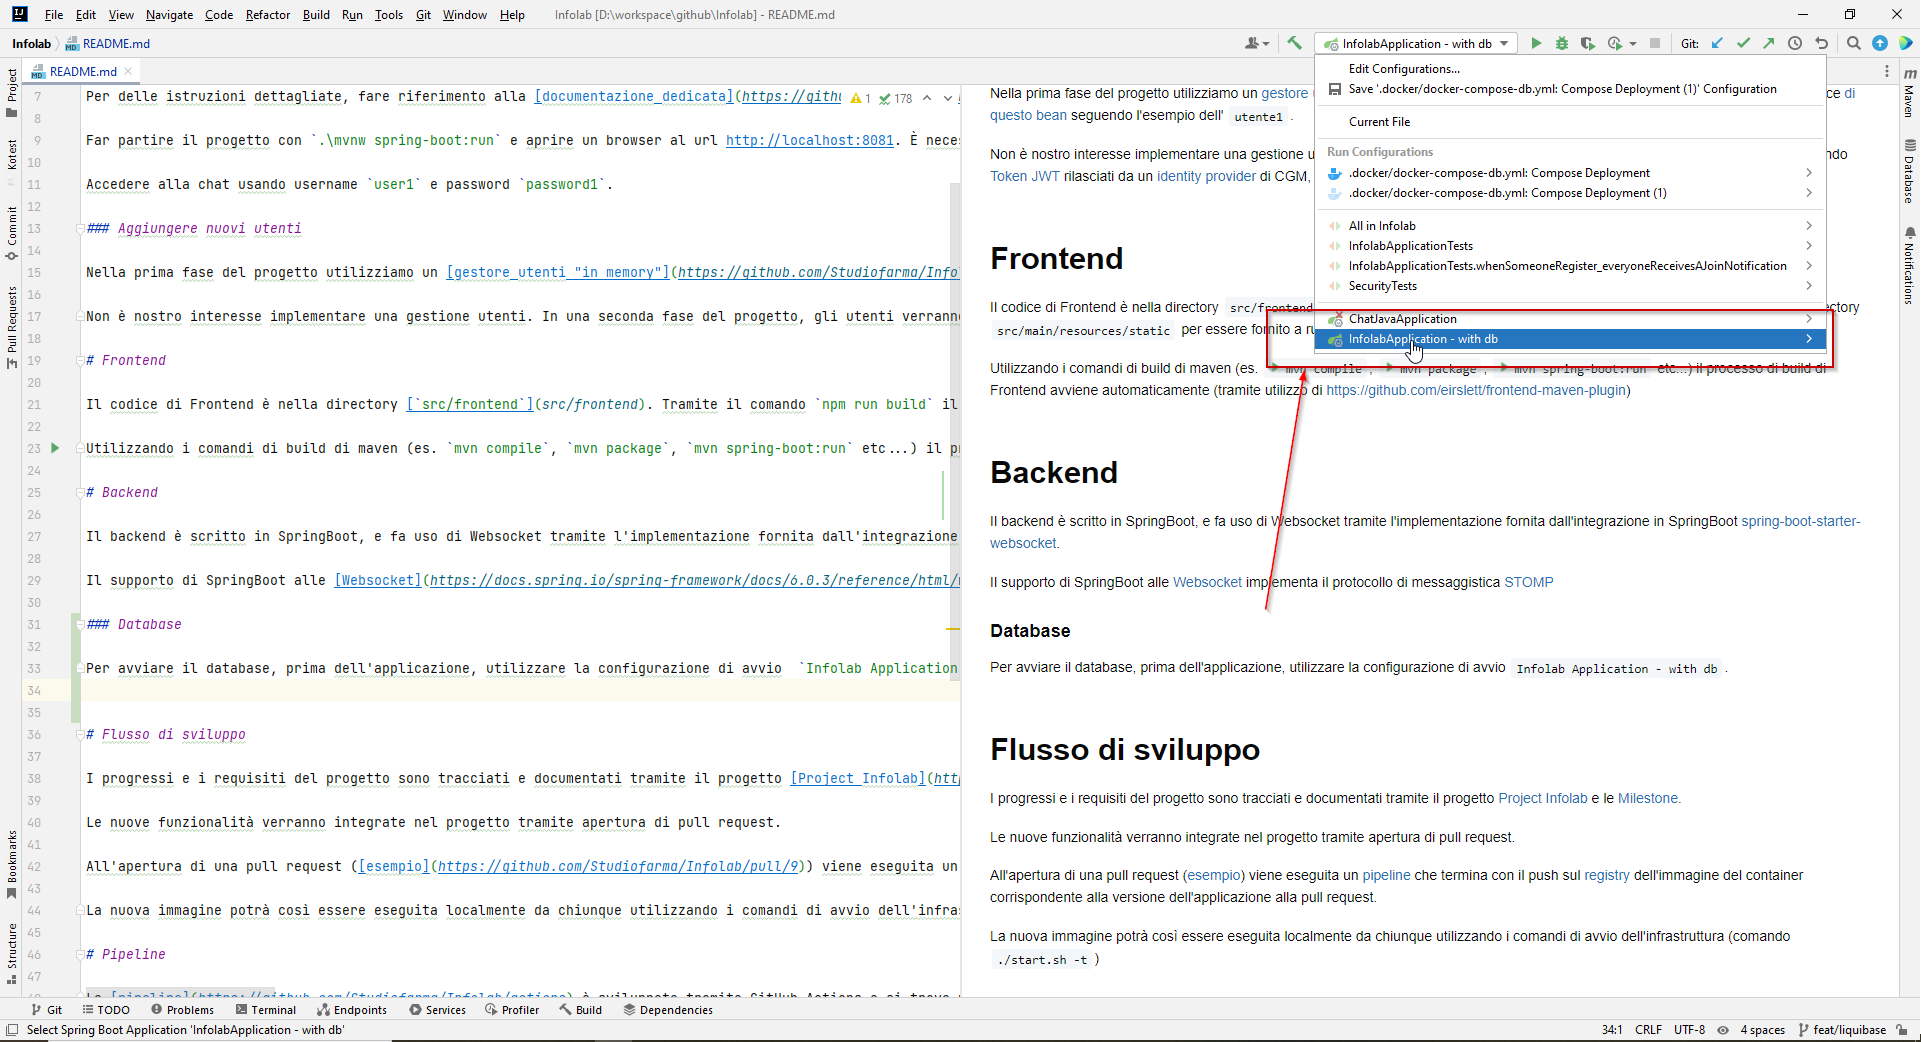 File Edit View Navigate Code Refactor Build Run Tools Git Window Help Infolab [D:\workspace\github\Infolab] - README.md
Infolab README.md InfolabApplication - with db Git:
README.md
Project
Kotest
Commit
Pull Requests
Bookmarks
Structure
7 Per delle istruzioni dettagliate, fare riferimento alla [documentazione dedicata](https://gith 1 178
8
9 Far partire il progetto con `.\mvnw spring-boot:run` e aprire un browser al url http://localhost:8081. È nece
10
11 Accedere alla chat usando username `user1` e password `password1`.
12
13 ### Aggiungere nuovi utenti
14
15 Nella prima fase del progetto utilizziamo un [gestore utenti "in memory"](https://github.com/Studiofarma/Info
16
17 Non è nostro interesse implementare una gestione utenti. In una seconda fase del progetto, gli utenti verrann
18
19 # Frontend
20
21 Il codice di Frontend è nella directory [`src/frontend`](src/frontend). Tramite il comando `npm run build` il
22
23 Utilizzando i comandi di build di maven (es. `mvn compile`, `mvn package`, `mvn spring-boot:run` etc...) il p
24
25 # Backend
26
27 Il backend è scritto in SpringBoot, e fa uso di Websocket tramite l'implementazione fornita dall'integrazione
28
29 Il supporto di SpringBoot alle [Websocket](https://docs.spring.io/spring-framework/docs/6.0.3/reference/html/
30
31 ### Database
32
33 Per avviare il database, prima dell'applicazione, utilizzare la configurazione di avvio `Infolab Application
34
35
36 # Flusso di sviluppo
37
38 I progressi e i requisiti del progetto sono tracciati e documentati tramite il progetto [Project Infolab](htt
39
40 Le nuove funzionalità verranno integrate nel progetto tramite apertura di pull request.
41
42 All'apertura di una pull request ([esempio](https://github.com/Studiofarma/Infolab/pull/9)) viene eseguita un
43
44 La nuova immagine potrà così essere eseguita localmente da chiunque utilizzando i comandi di avvio dell'infra
45
46 # Pipeline
47
Nella prima fase del progetto utilizziamo un gestore
ce di
questo bean seguendo l'esempio dell' utente1 .
Non è nostro interesse implementare una gestione u
ndo
Token JWT rilasciati da un identity provider di CGM,
Edit Configurations...
Save '.docker/docker-compose-db.yml: Compose Deployment (1)' Configuration
Current File
Run Configurations
.docker/docker-compose-db.yml: Compose Deployment
.docker/docker-compose-db.yml: Compose Deployment (1)
All in Infolab
InfolabApplicationTests
InfolabApplicationTests.whenSomeoneRegister_everyoneReceivesAJoinNotification
SecurityTests
ChatJavaApplication
InfolabApplication - with db
Frontend
Il codice di Frontend è nella directory src/frontend
ctory
src/main/resources/static per essere fornito a ru
Utilizzando i comandi di build di maven (es. mvn compile , mvn package , mvn spring-boot:run etc...) il processo di build di
Frontend avviene automaticamente (tramite utilizzo di https://github.com/eirslett/frontend-maven-plugin)
Backend
Il backend è scritto in SpringBoot, e fa uso di Websocket tramite l'implementazione fornita dall'integrazione in SpringBoot spring-boot-starter-
websocket.
Il supporto di SpringBoot alle Websocket implementa il protocollo di messaggistica STOMP
Database
Per avviare il database, prima dell'applicazione, utilizzare la configurazione di avvio Infolab Application - with db .
Flusso di sviluppo
I progressi e i requisiti del progetto sono tracciati e documentati tramite il progetto Project Infolab e le Milestone.
Le nuove funzionalità verranno integrate nel progetto tramite apertura di pull request.
All'apertura di una pull request (esempio) viene eseguita un pipeline che termina con il push sul registry dell'immagine del container
corrispondente alla versione dell'applicazione alla pull request.
La nuova immagine potrà così essere eseguita localmente da chiunque utilizzando i comandi di avvio dell'infrastruttura (comando
./start.sh -t )
Maven
Database
Notifications
Git TODO Problems Terminal Endpoints Services Profiler Build Dependencies
Select Spring Boot Application 'InfolabApplication - with db' 34:1 CRLF UTF-8 4 spaces feat/liquibase